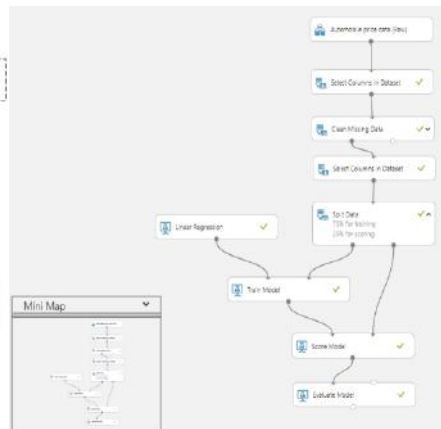 Automobile price data (Raw)
Select Columns in Dataset
Clean Missing Data
Select Columns in Dataset
Split Data
75% for training
25% for scoring
Linear Regression
Train Model
Score Model
Evaluate Model
Mini Map